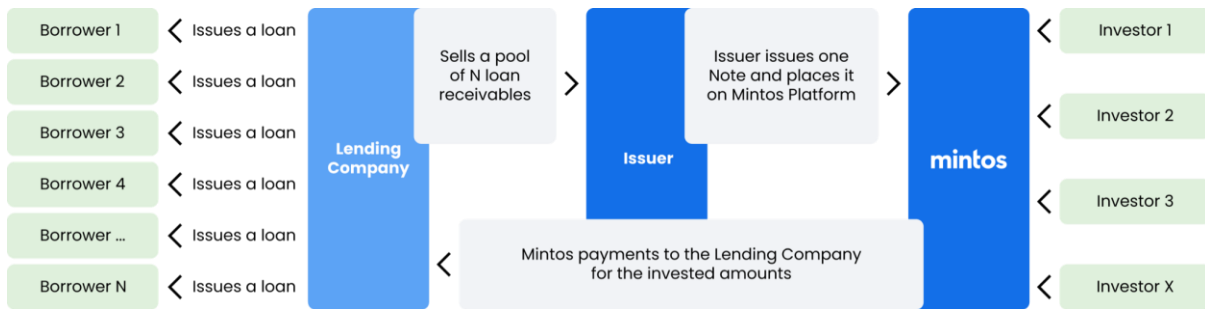 Borrower 1
Issues a loan
Borrower 2
Issues a loan
Borrower 3
Issues a loan
Borrower 4
Issues a loan
Borrower ...
Issues a loan
Borrower N
Issues a loan
Lending
Company
Sells a pool
of N loan
receivables
Issuer
Issuer issues one
Note and places it
on Mintos Platform
Mintos payments to the Lending Company
for the invested amounts
mintos
Investor 1
Investor 2
Investor 3
Investor X